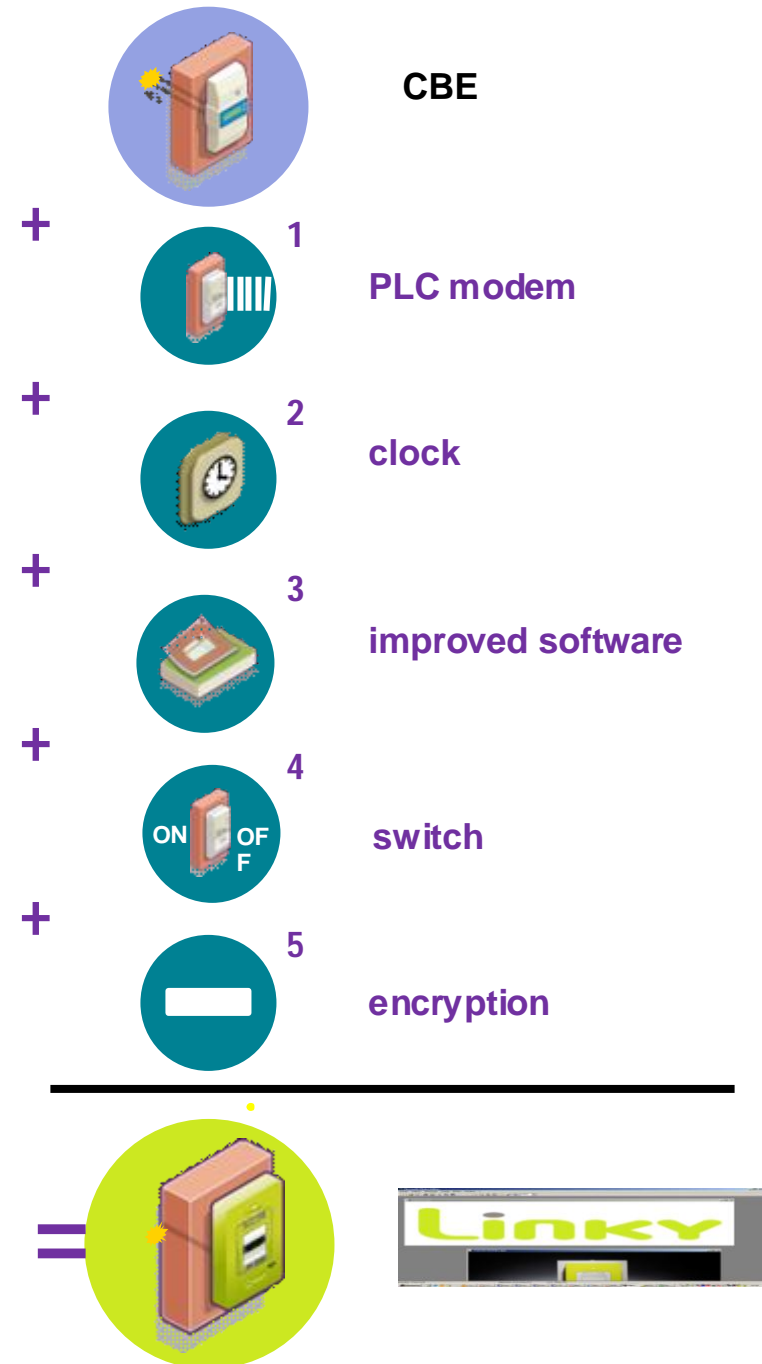 CBE
+
1
PLC modem
+
2
clock
+
3
improved software
+
4
ON
OF
F
switch
+
5
encryption
=
Linky